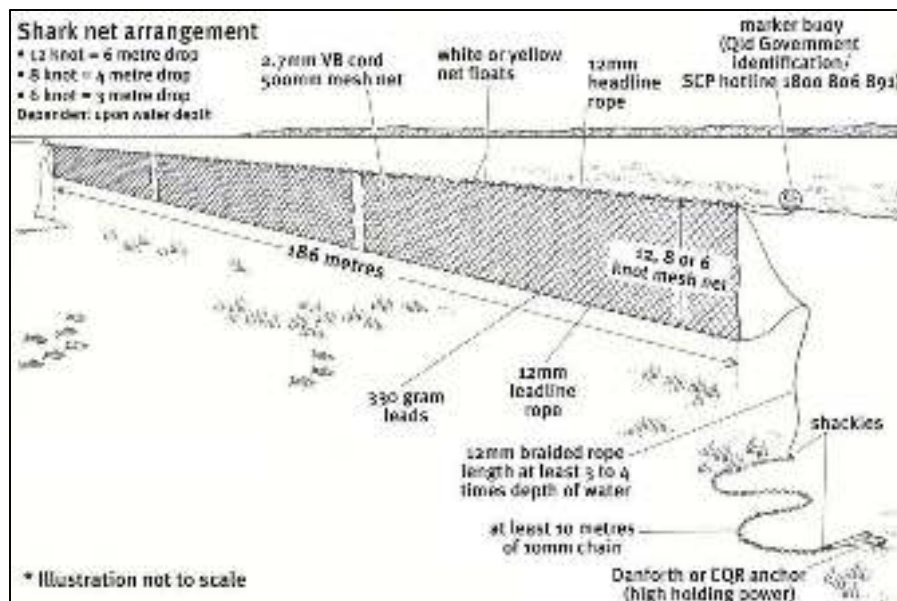 Shark net arrangement
• 12 knot = 6 metre drop
• 8 knot = 4 metre drop
• 6 knot = 3 metre drop
Dependent upon water depth
2.7mm VB cord
500mm mesh net
white or yellow
net floats
12mm
headline
rope
marker buoy
(Qld Government
identification/
SCP hotline 1800 806 891)
186 metres
12, 8 or 6
knot mesh net
330 gram
leads
12mm
leadline
rope
12mm braided rope
length at least 3 to 4
times depth of water
shackles
at least 10 metres
of 10mm chain
Danforth or CQR anchor
(high holding power)
* Illustration not to scale